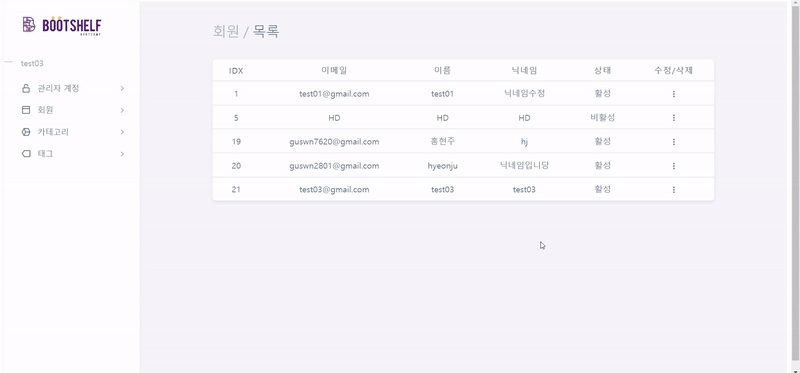 BOOTSHELF
BOOTCAMP
test03
관리자 계정
회원
카테고리
태그
회원 / 목록
IDX 이메일 이름 닉네임 상태 수정/삭제
1 test01@gmail.com test01 닉네임수정 활성
5 HD HD HD 비활성
19 guswn7620@gmail.com 홍현주 hj 활성
20 guswn2801@gmail.com hyeonju 닉네임입니당 활성
21 test03@gmail.com test03 test03 활성